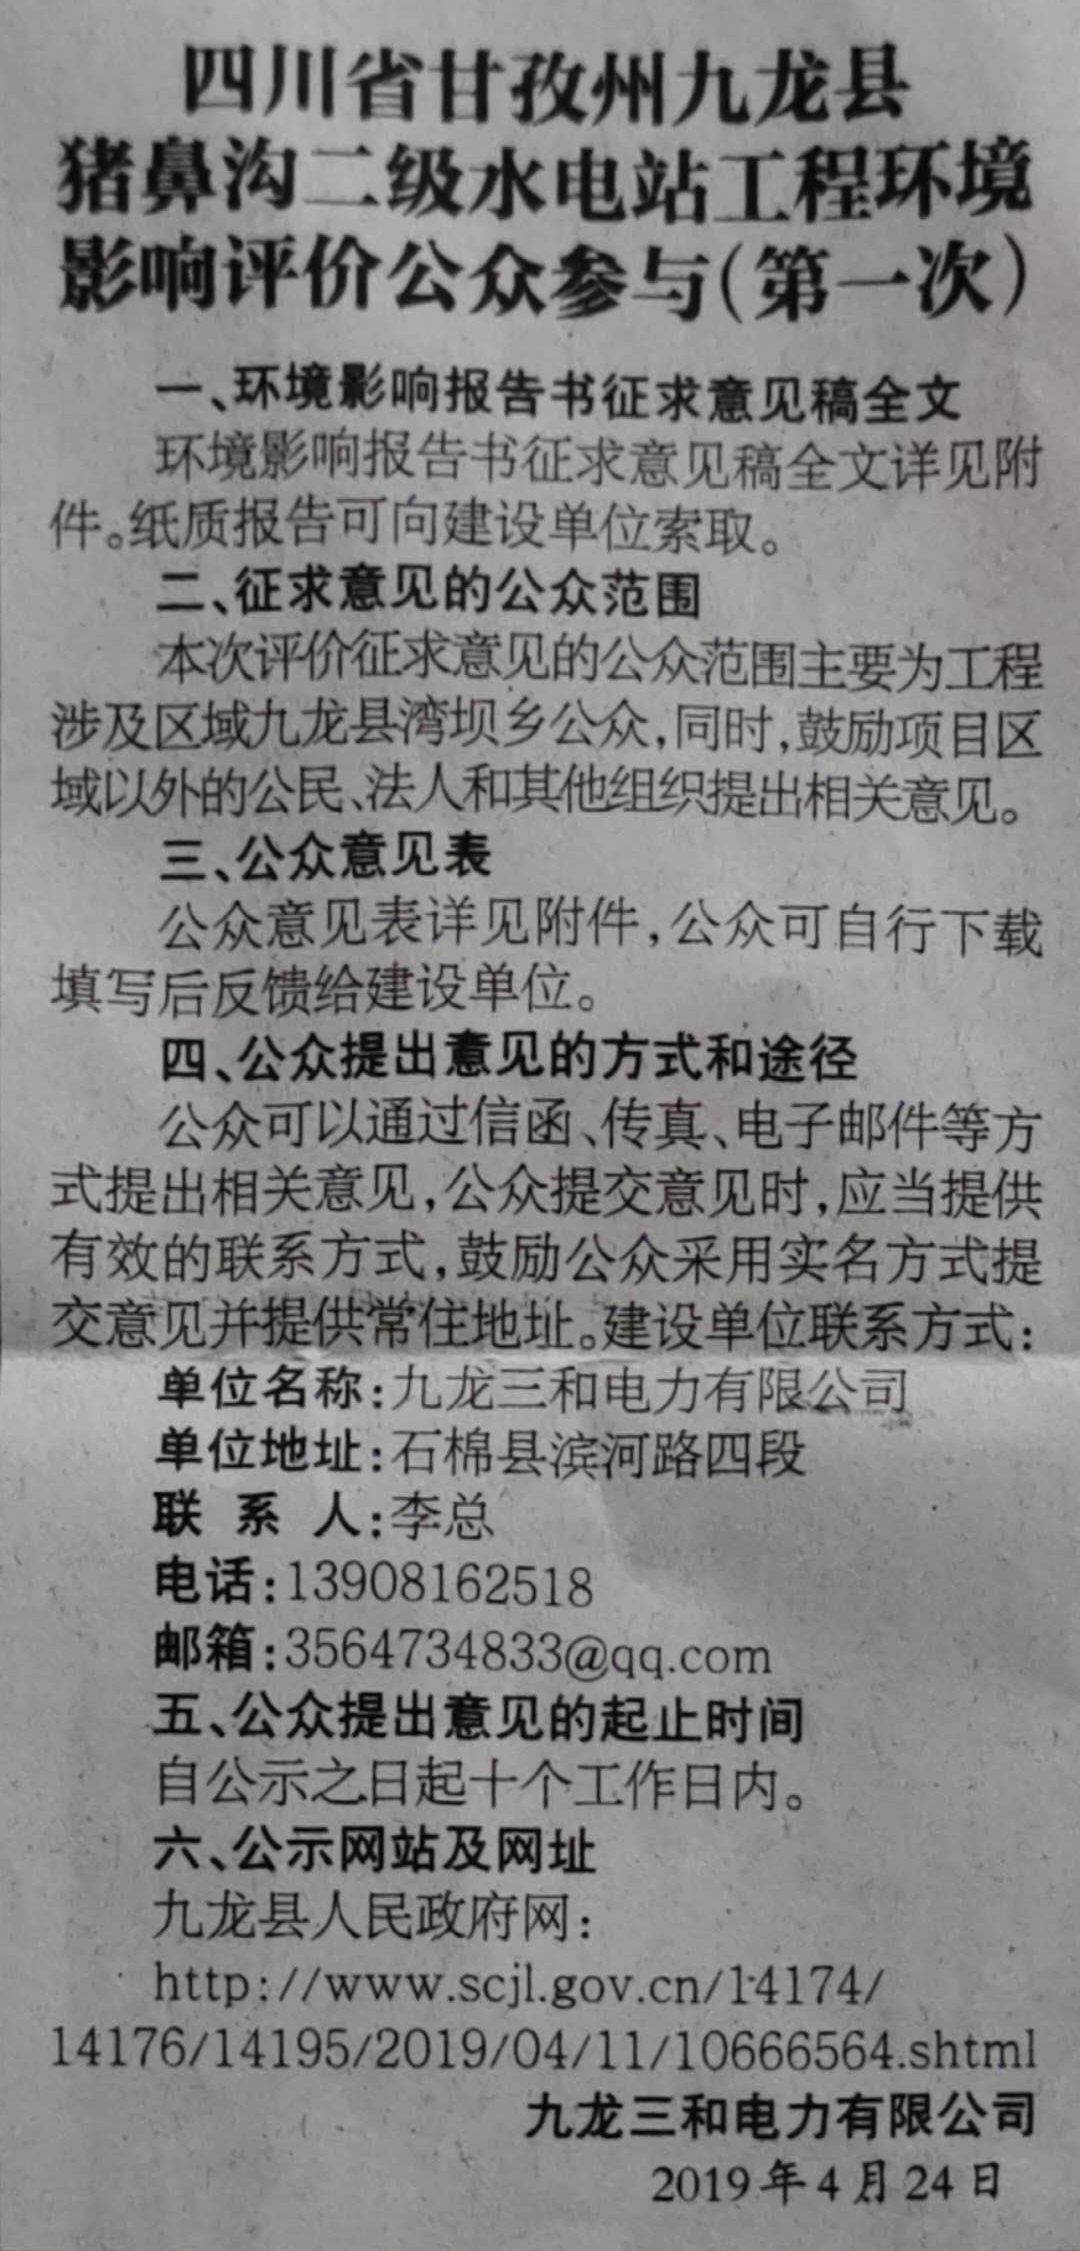 四川省甘孜州九龙县
猪鼻沟二级水电站工程环境
影响评价公众参与(第一次)
一、环境影响报告书征求意见稿全文
环境影响报告书征求意见稿全文详见附
件。纸质报告可向建设单位索取。
二、征求意见的公众范围
本次评价征求意见的公众范围主要为工程
涉及区域九龙县湾坝乡公众,同时,鼓励项目区
域以外的公民、法人和其他组织提出相关意见。
三、公众意见表
公众意见表详见附件,公众可自行下载
填写后反馈给建设单位。
四、公众提出意见的方式和途径
公众可以通过信函、传真、电子邮件等方
式提出相关意见,公众提交意见时,应当提供
有效的联系方式,鼓励公众采用实名方式提
交意见并提供常住地址。建设单位联系方式:
单位名称:九龙三和电力有限公司
单位地址:石棉县滨河路四段
联 系 人:李总
电话:13908162518
邮箱:3564734833@qq.com
五、公众提出意见的起止时间
自公示之日起十个工作日内。
六、公示网站及网址
九龙县人民政府网:
http://www.scjl.gov.cn/14174/
14176/14195/2019/04/11/10666564.shtml
九龙三和电力有限公司
2019年4月24日